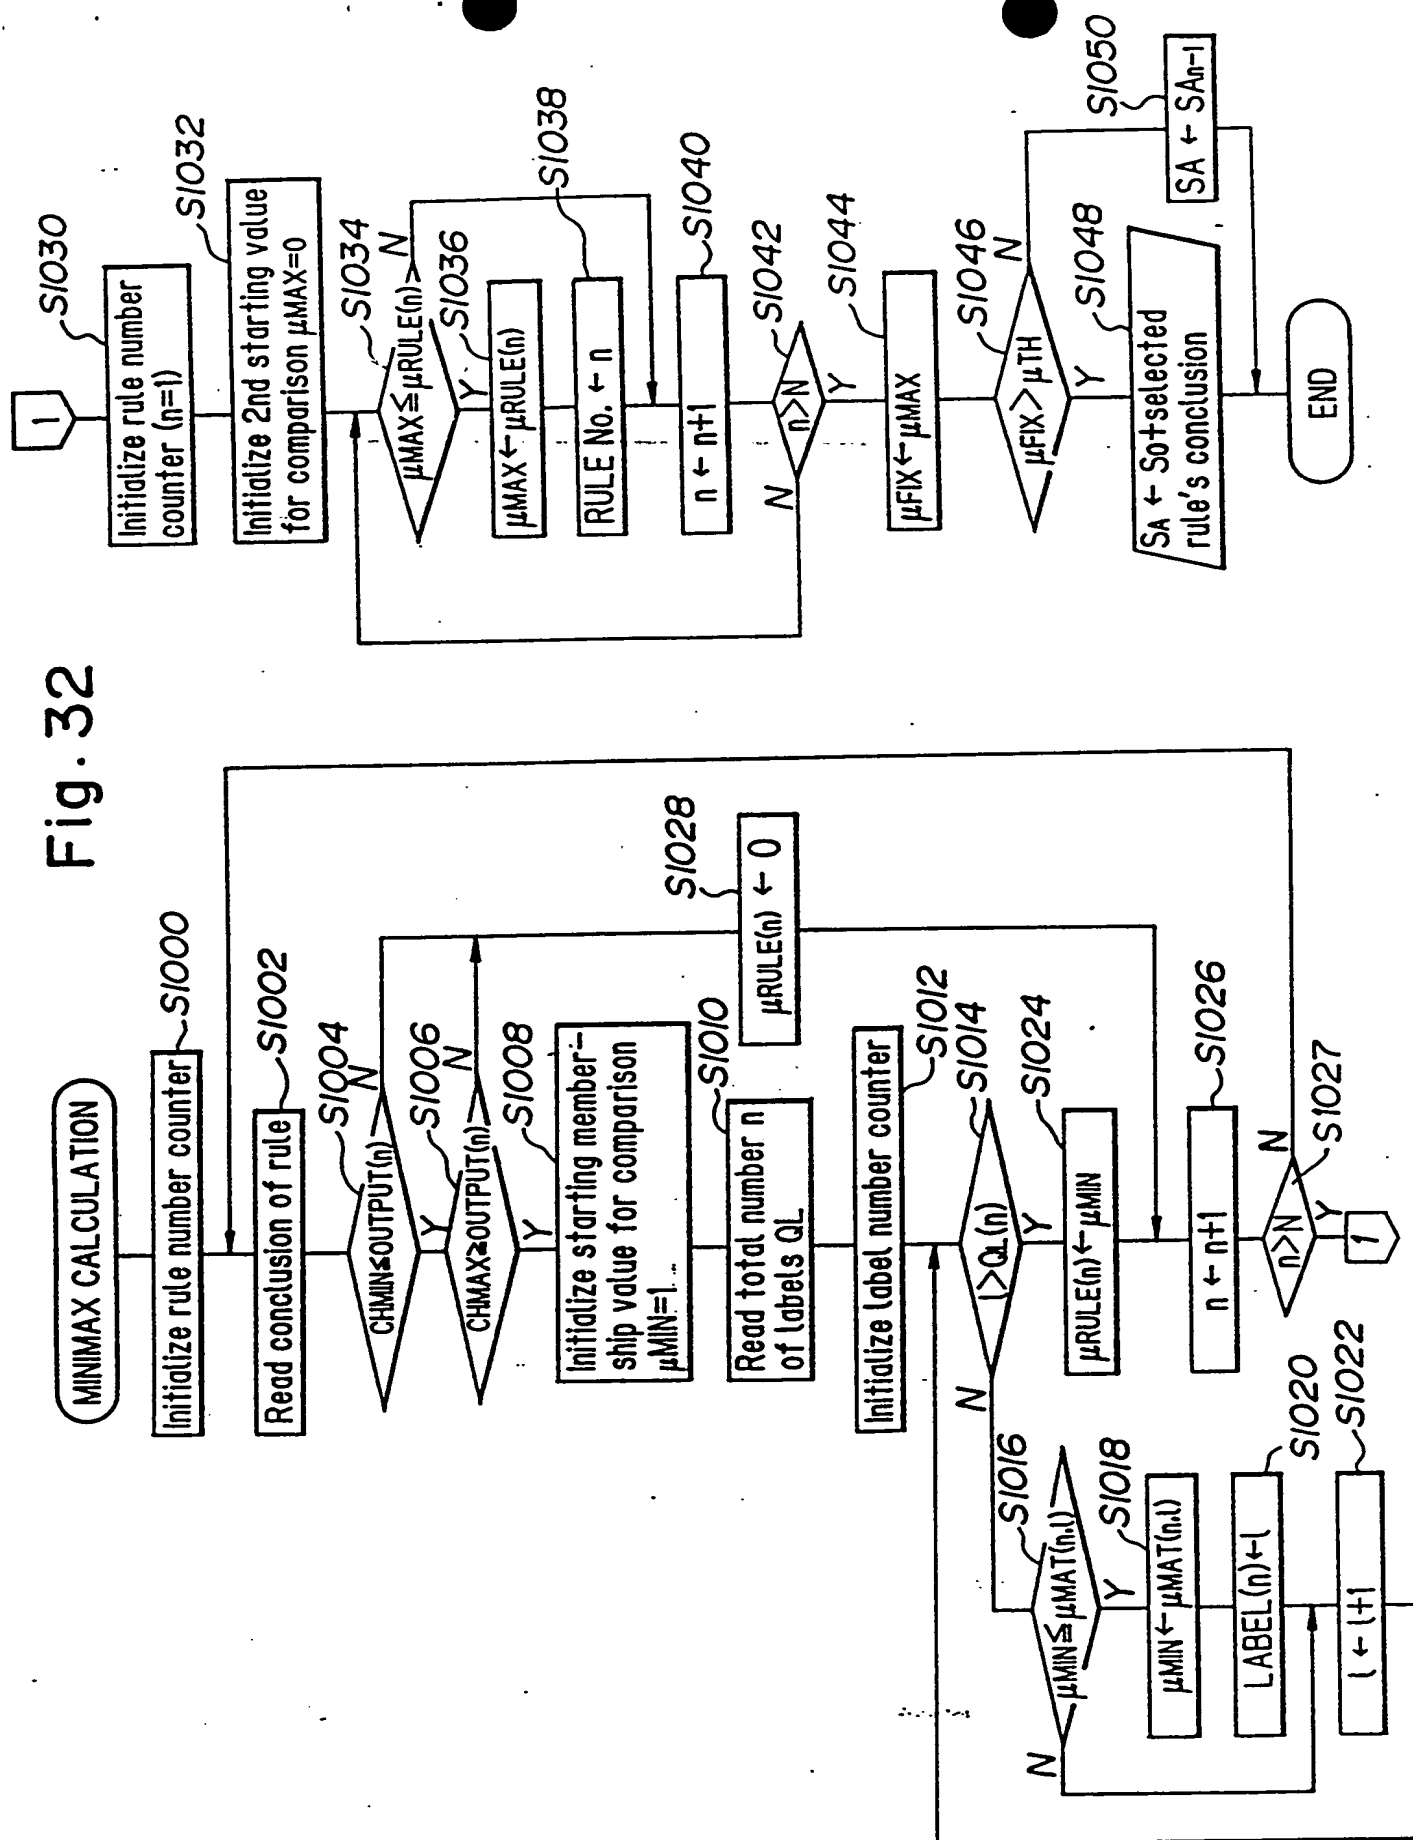 Fig. 32
MINIMAX CALCULATION
Initialize rule number counter
S1000
Read conclusion of rule
S1002
CHMIN≦OUTPUT(n)
S1004
N
Y
CHMAX≧OUTPUT(n)
S1006
N
Y
Initialize starting member-
ship value for comparison
μMIN=1
S1008
Read total number n
of labels QL
S1010
Initialize label number counter
S1012
l>QL(n)
S1014
N
Y
μMIN≦μMAT(n.l)
S1016
N
Y
μMIN←μMAT(n.l)
S1018
LABEL(n)←l
S1020
l ← l+1
S1022
μRULE(n)←μMIN
S1024
μRULE(n) ← 0
S1028
n ← n+1
S1026
n>N
S1027
N
Y
1
1
Initialize rule number
counter (n=1)
S1030
Initialize 2nd starting value
for comparison μMAX=0
S1032
μMAX≦μRULE(n)
S1034
N
Y
μMAX←μRULE(n)
S1036
RULE No. ← n
S1038
n ← n+1
S1040
n>N
S1042
N
Y
μFIX←μMAX
S1044
μFIX>μTH
S1046
N
Y
SA ← So+selected
rule's conclusion
S1048
SA ← SAn-1
S1050
END